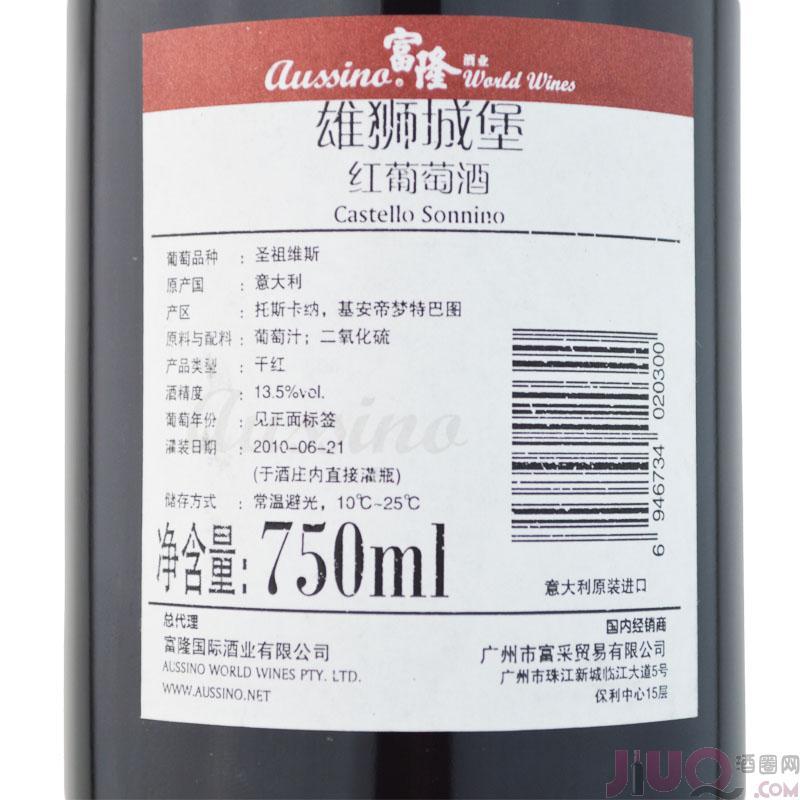 Aussino 富隆 酒业 World Wines
雄狮城堡
红葡萄酒
Castello Sonnino
葡萄品种 : 圣祖维斯
原产国 : 意大利
产区 : 托斯卡纳，基安帝梦特巴图
原料与配料: 葡萄汁；二氧化硫
产品类型 : 干红
酒精度 : 13.5%vol.
葡萄年份 : 见正面标签
灌装日期 : 2010-06-21
(于酒庄内直接灌瓶)
储存方式 : 常温避光，10℃~25℃
净含量: 750ml
6 946734 020300
意大利原装进口
总代理
富隆国际酒业有限公司
AUSSINO WORLD WINES PTY. LTD.
WWW.AUSSINO.NET
国内经销商
广州市富采贸易有限公司
广州市珠江新城临江大道5号
保利中心15层
Aussino
JIUQ 酒圈网
.COM